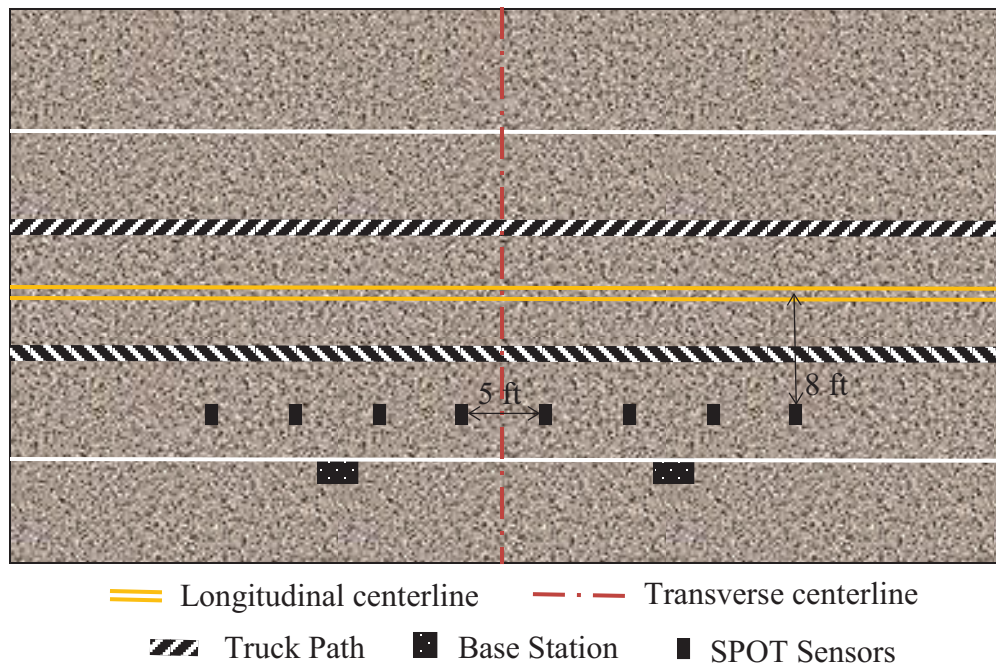 5 ft
8 ft
Longitudinal centerline
Transverse centerline
Truck Path
Base Station
SPOT Sensors